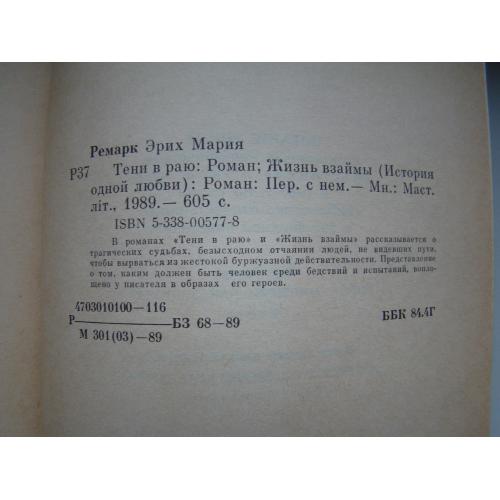 Ремарк Эрих Мария
Р37 Тени в раю: Роман; Жизнь взаймы (История
одной любви): Роман: Пер. с нем.— Мн.: Маст.
літ., 1989.— 605 с.
ISBN 5-338-00577-8
В романах «Тени в раю» и «Жизнь взаймы» рассказывается о
трагических судьбах, безысходном отчаянии людей, не видевших пути,
чтобы вырваться из жестокой буржуазной действительности. Представление
о том, каким должен быть человек среди бедствий и испытаний, воплощено
у писателя в образах его героев.
4703010100—116
Р БЗ 68—89
М 301(03)—89
ББК 84.4Г